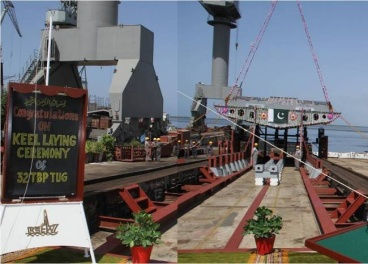 Congratulations
ON
KEEL LAYING
CEREMONY
OF
32 TBP TUG